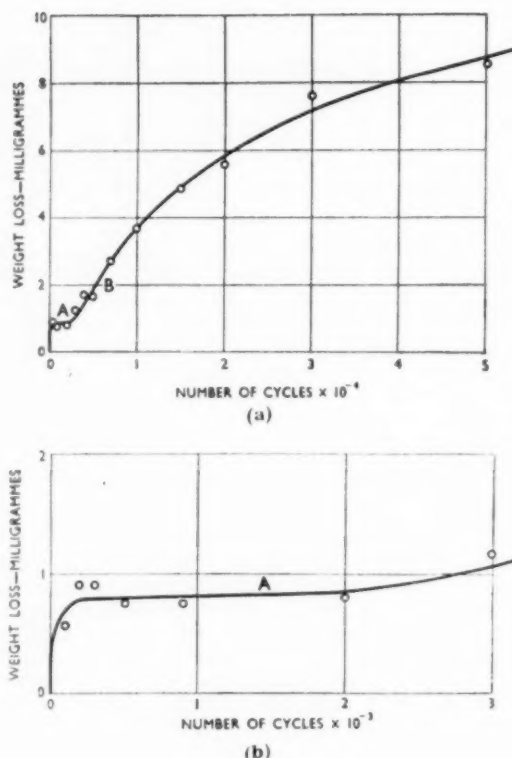 10
8
6
4
2
0
WEIGHT LOSS—MILLIGRAMMES
A
B
0 1 2 3 4 5
NUMBER OF CYCLES × 10⁻⁴
(a)
2
1
0
WEIGHT LOSS—MILLIGRAMMES
A
0 1 2 3
NUMBER OF CYCLES × 10⁻³
(b)